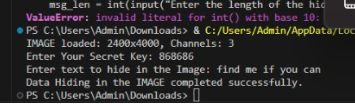 msg_len = int(input("Enter the length of the hid
ValueError: invalid literal for int() with base 10:
PS C:\Users\Admin\Downloads> & C:/Users/Admin/AppData/Loc
IMAGE loaded: 2400x4000, Channels: 3
Enter Your Secret Key: 868686
Enter text to hide in the Image: find me if you can
Data Hiding in the IMAGE completed successfully.
PS C:\Users\Admin\Downloads>